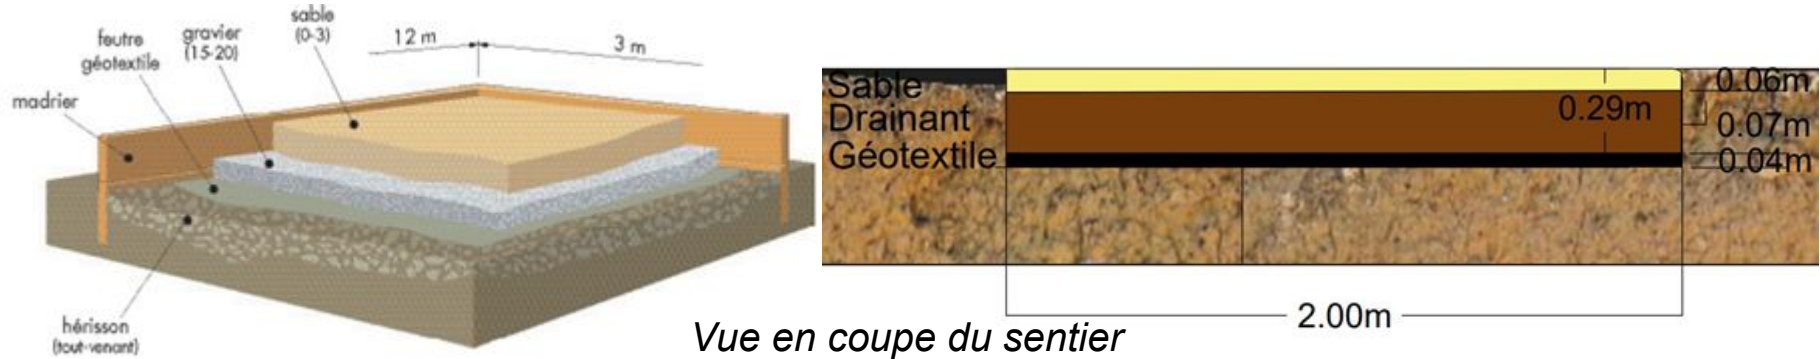 sable
(0-3)
gravier
(15-20)
feutre
géotextile
madrier
hérisson
(tout-venant)
12 m
3 m
Sable
Drainant
Géotextile
0.29m
0.06m
0.07m
0.04m
2.00m
Vue en coupe du sentier